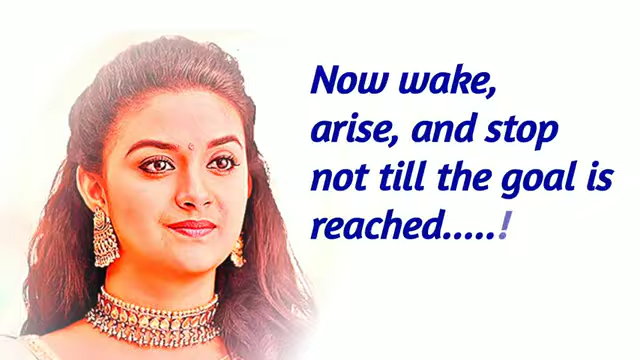 Now wake,
arise, and stop
not till the goal is
reached.....!